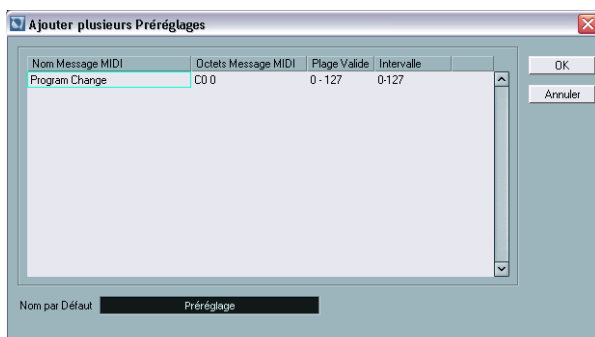 Ajouter plusieurs Préréglages
Nom Message MIDI Octets Message MIDI Plage Valide Intervalle
Program Change C0 0 0 - 127 0-127
OK
Annuler
Nom par Défaut Préréglage